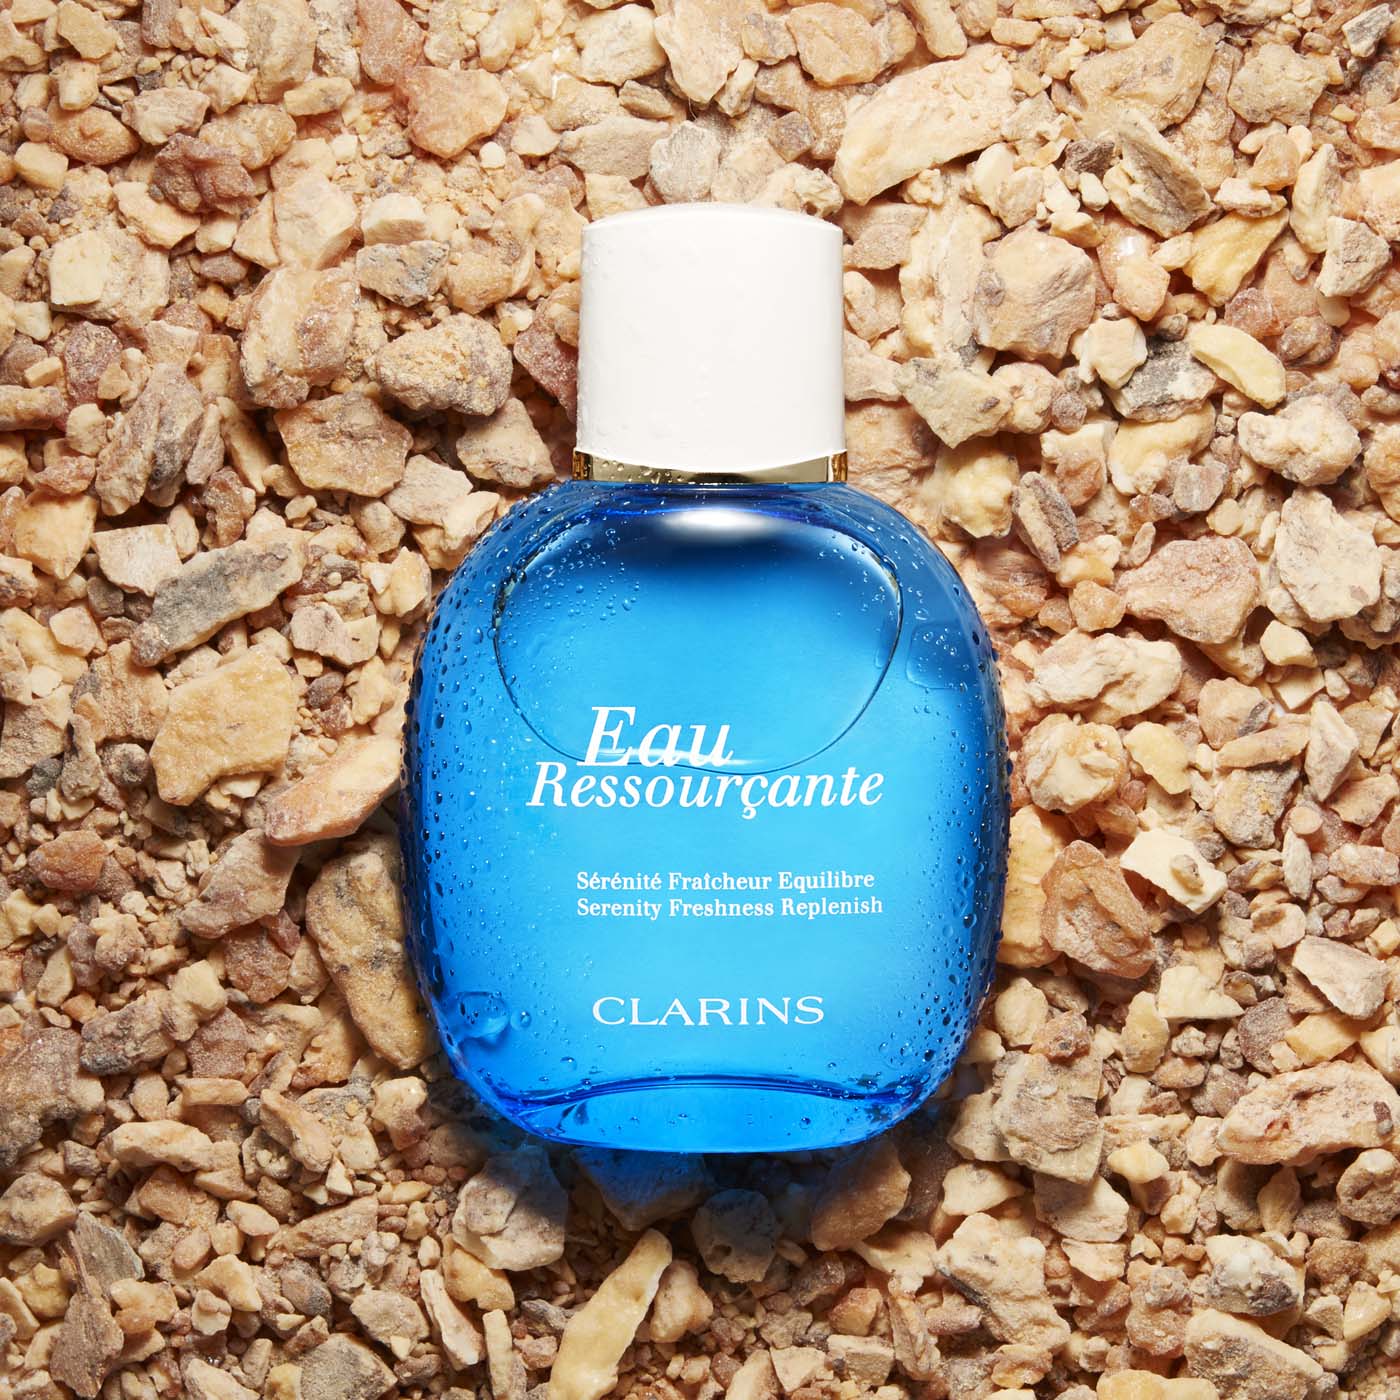 Eau
Ressourçante
Sérénité Fraîcheur Equilibre
Serenity Freshness Replenish
CLARINS